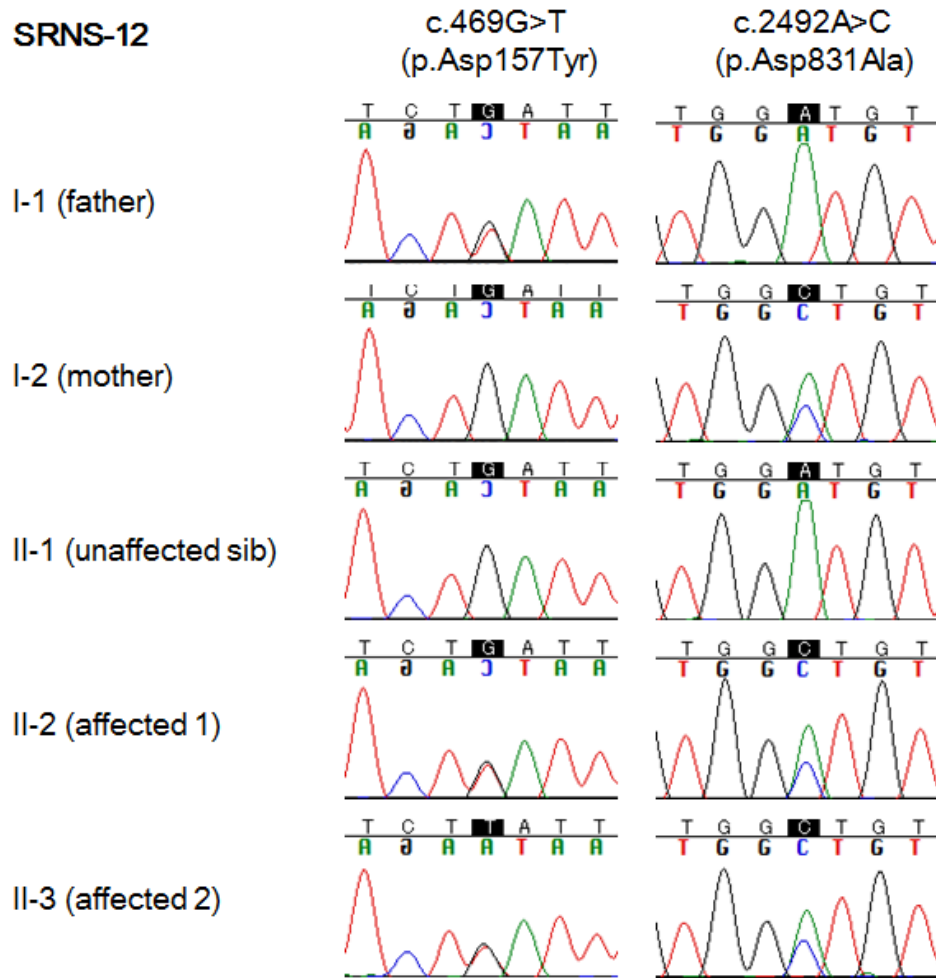 SRNS-12
c.469G>T
(p.Asp157Tyr)
c.2492A>C
(p.Asp831Ala)
I-1 (father)
T C T G A T T
A G A C T A A
T G G A T G T
T G G A T G T
I-2 (mother)
T C T G A T T
A G A C T A A
T G G C T G T
T G G C T G T
II-1 (unaffected sib)
T C T G A T T
A G A C T A A
T G G A T G T
T G G A T G T
II-2 (affected 1)
T C T G A T T
A G A C T A A
T G G C T G T
T G G C T G T
II-3 (affected 2)
T C T T A T T
A G A A T A A
T G G C T G T
T G G C T G T